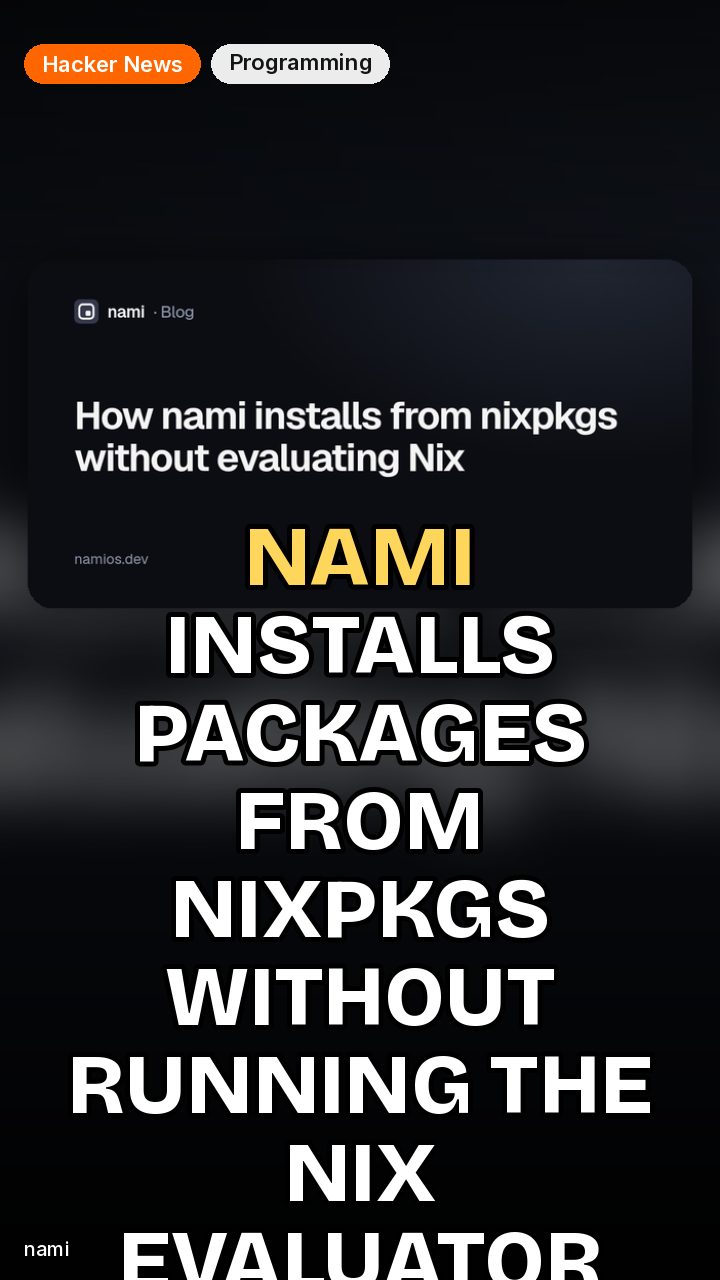 Hacker News
Programming
nami · Blog
How nami installs from nixpkgs
without evaluating Nix
namios.dev
NAMI
INSTALLS
PACKAGES
FROM
NIXPKGS
WITHOUT
RUNNING THE
NIX
EVALUATOR
nami